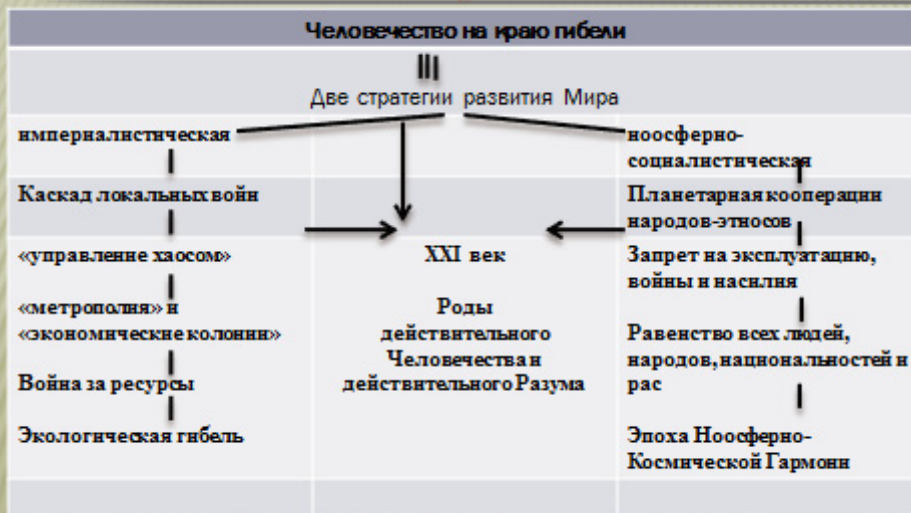 Человечество на краю гибели
III
Две стратегии развития Мира
империалистическая
ноосферно-
социалистическая
Каскад локальных войн
Планетарная кооперации
народов-этносов
«управление хаосом»
«метрополия» и
«экономические колонии»
Война за ресурсы
Экологическая гибель
XXI век
Роды
действительного
Человечества и
действительного Разума
Запрет на эксплуатацию,
войны и насилия
Равенство всех людей,
народов, национальностей и
рас
Эпоха Ноосферно-
Космической Гармони